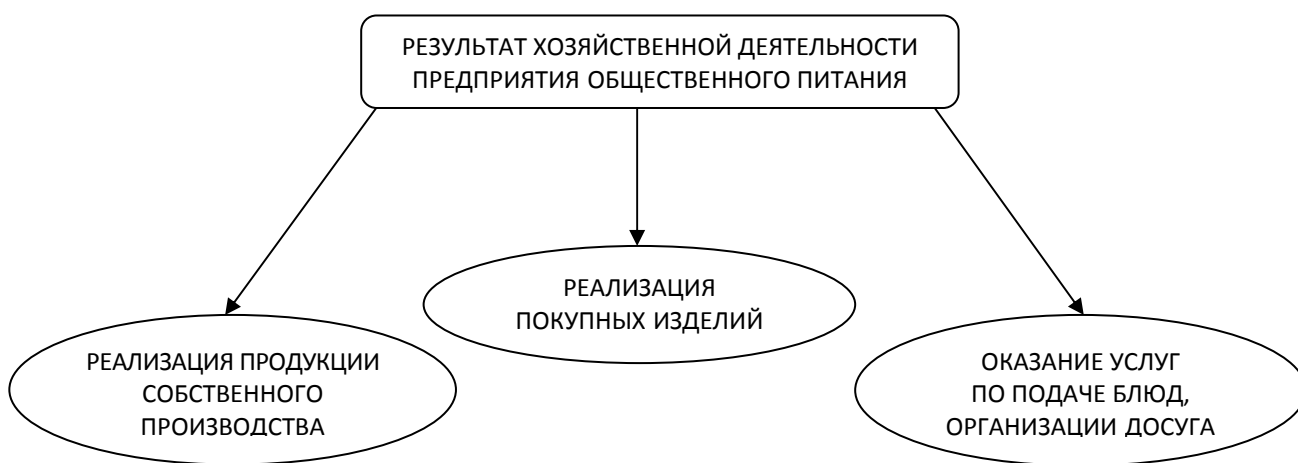 РЕЗУЛЬТАТ ХОЗЯЙСТВЕННОЙ ДЕЯТЕЛЬНОСТИ
ПРЕДПРИЯТИЯ ОБЩЕСТВЕННОГО ПИТАНИЯ
РЕАЛИЗАЦИЯ ПРОДУКЦИИ
СОБСТВЕННОГО
ПРОИЗВОДСТВА
РЕАЛИЗАЦИЯ
ПОКУПНЫХ ИЗДЕЛИЙ
ОКАЗАНИЕ УСЛУГ
ПО ПОДАЧЕ БЛЮД,
ОРГАНИЗАЦИИ ДОСУГА